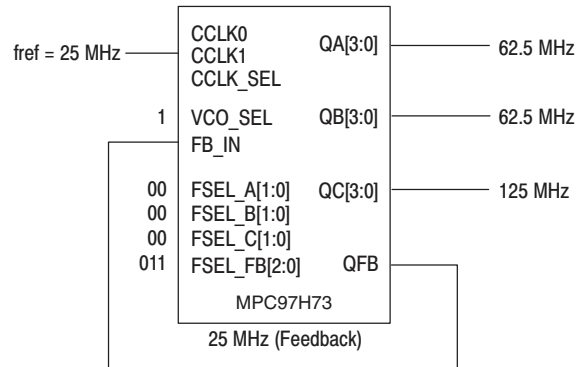 CCLK0
fref = 25 MHz CCLK1 QA[3:0] 62.5 MHz
CCLK_SEL
1 VCO_SEL QB[3:0] 62.5 MHz
FB_IN
00 FSEL_A[1:0] QC[3:0] 125 MHz
00 FSEL_B[1:0]
00 FSEL_C[1:0]
011 FSEL_FB[2:0] QFB
MPC97H73
25 MHz (Feedback)